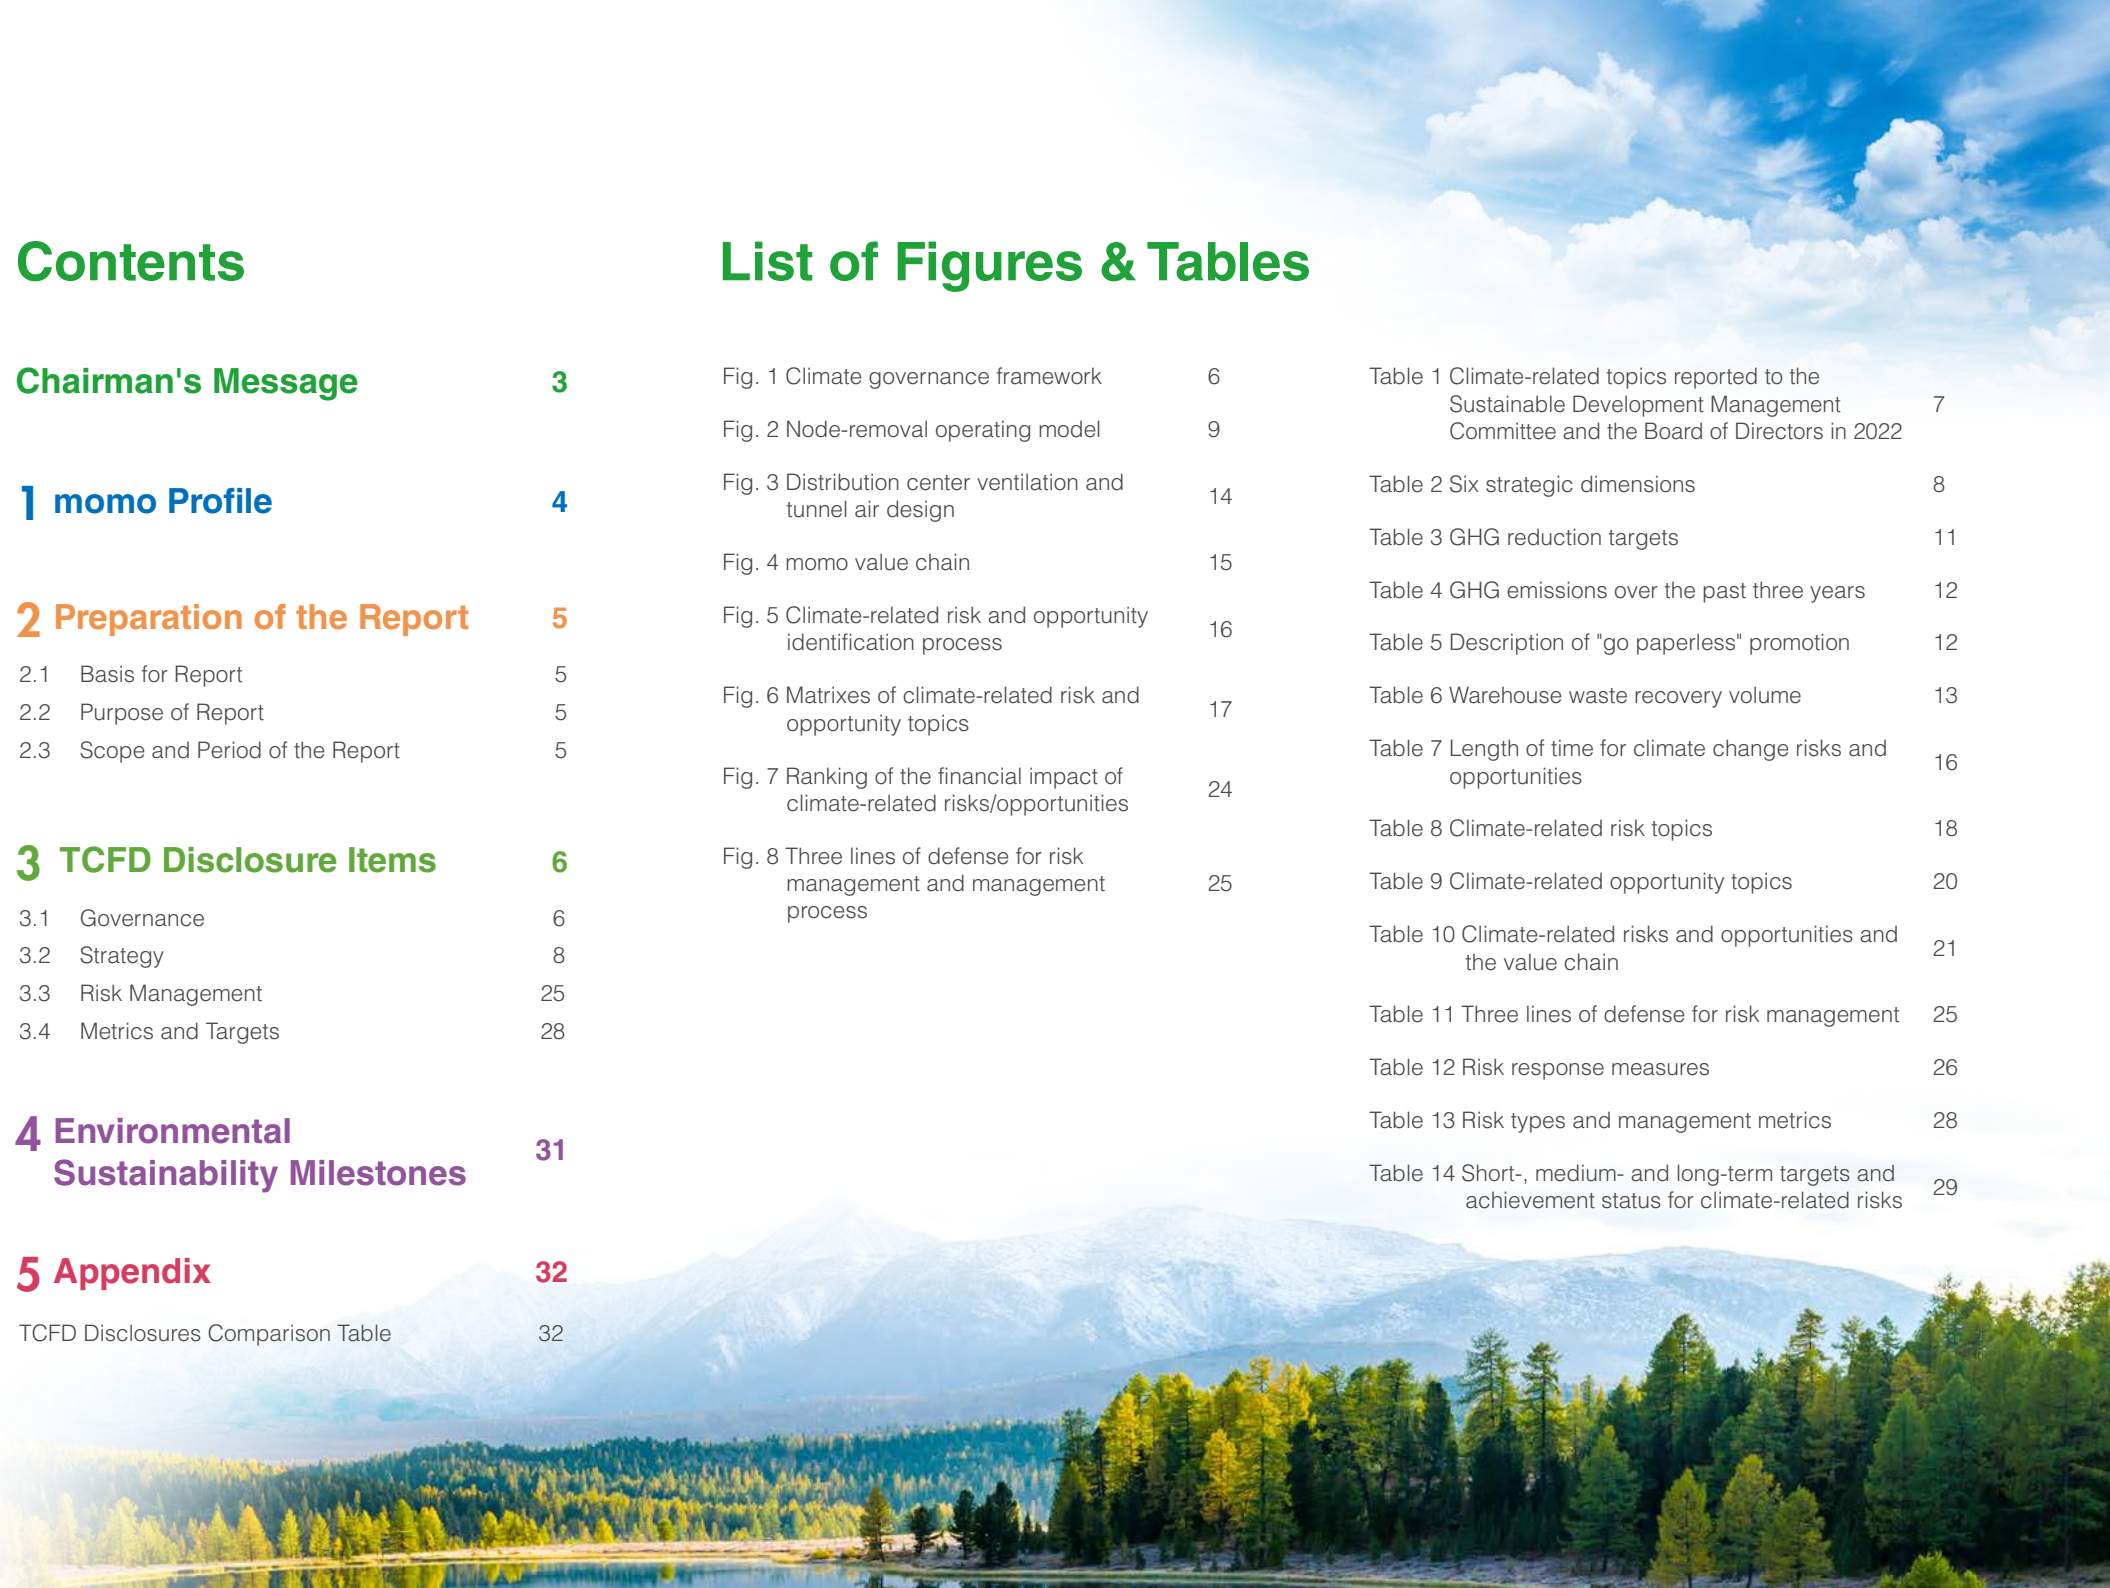 Contents
Chairman's Message 3
1 momo Profile 4
2 Preparation of the Report 5
2.1 Basis for Report 5
2.2 Purpose of Report 5
2.3 Scope and Period of the Report 5
3 TCFD Disclosure Items 6
3.1 Governance 6
3.2 Strategy 8
3.3 Risk Management 25
3.4 Metrics and Targets 28
4 Environmental
Sustainability Milestones 31
5 Appendix 32
TCFD Disclosures Comparison Table 32
List of Figures & Tables
Fig. 1 Climate governance framework 6
Fig. 2 Node-removal operating model 9
Fig. 3 Distribution center ventilation and
tunnel air design 14
Fig. 4 momo value chain 15
Fig. 5 Climate-related risk and opportunity
identification process 16
Fig. 6 Matrixes of climate-related risk and
opportunity topics 17
Fig. 7 Ranking of the financial impact of
climate-related risks/opportunities 24
Fig. 8 Three lines of defense for risk
management and management 25
process
Table 1 Climate-related topics reported to the
Sustainable Development Management 7
Committee and the Board of Directors in 2022
Table 2 Six strategic dimensions 8
Table 3 GHG reduction targets 11
Table 4 GHG emissions over the past three years 12
Table 5 Description of "go paperless" promotion 12
Table 6 Warehouse waste recovery volume 13
Table 7 Length of time for climate change risks and
opportunities 16
Table 8 Climate-related risk topics 18
Table 9 Climate-related opportunity topics 20
Table 10 Climate-related risks and opportunities and
the value chain 21
Table 11 Three lines of defense for risk management 25
Table 12 Risk response measures 26
Table 13 Risk types and management metrics 28
Table 14 Short-, medium- and long-term targets and
achievement status for climate-related risks 29